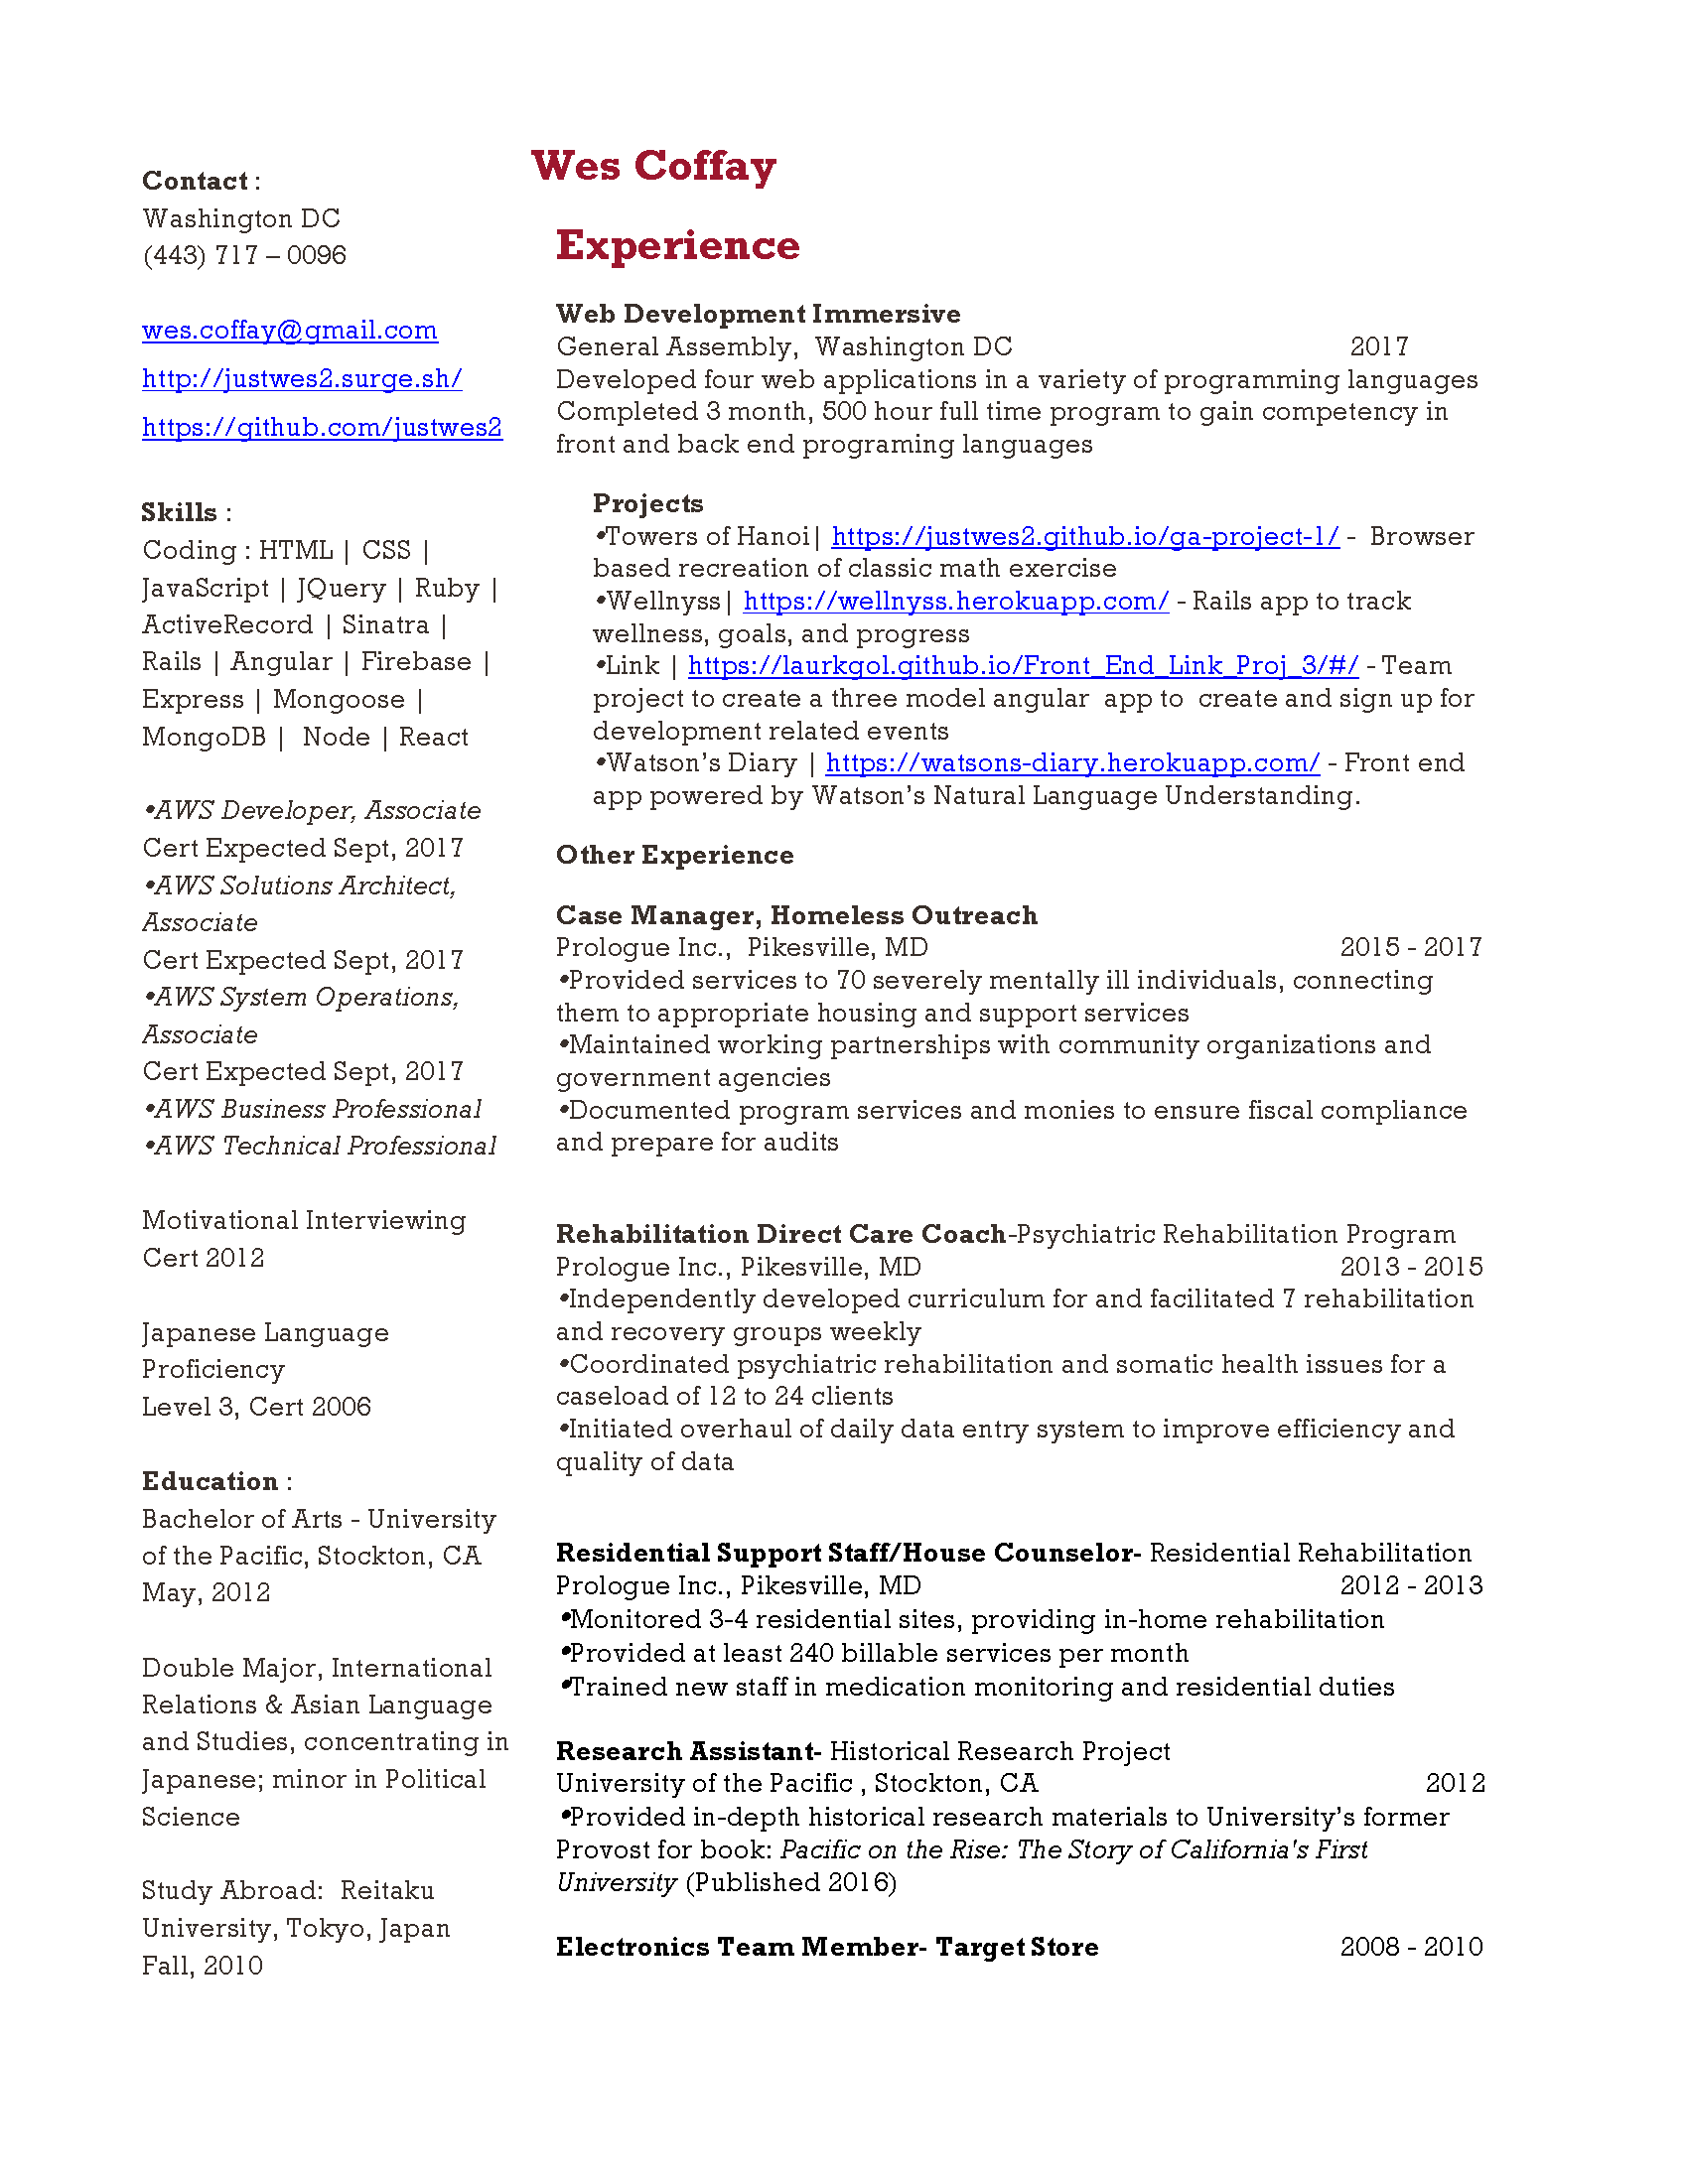 Contact :
Washington DC
(443) 717 – 0096
wes.coffay@gmail.com
http://justwes2.surge.sh/
https://github.com/justwes2
Skills :
Coding : HTML | CSS |
JavaScript | JQuery | Ruby |
ActiveRecord | Sinatra |
Rails | Angular | Firebase |
Express | Mongoose |
MongoDB |  Node | React
•AWS Developer, Associate
Cert Expected Sept, 2017
•AWS Solutions Architect,
Associate
Cert Expected Sept, 2017
•AWS System Operations,
Associate
Cert Expected Sept, 2017
•AWS Business Professional
•AWS Technical Professional
Motivational Interviewing
Cert 2012
Japanese Language
Proficiency
Level 3, Cert 2006
Education :
Bachelor of Arts - University
of the Pacific, Stockton, CA
May, 2012
Double Major, International
Relations & Asian Language
and Studies, concentrating in
Japanese; minor in Political
Science
Study Abroad:  Reitaku
University, Tokyo, Japan
Fall, 2010
Wes Coffay
Experience
Web Development Immersive
General Assembly,  Washington DC 2017
Developed four web applications in a variety of programming languages
Completed 3 month, 500 hour full time program to gain competency in
front and back end programing languages
Projects
•Towers of Hanoi| https://justwes2.github.io/ga-project-1/ -  Browser
based recreation of classic math exercise
•Wellnyss| https://wellnyss.herokuapp.com/ - Rails app to track
wellness, goals, and progress
•Link | https://laurkgol.github.io/Front_End_Link_Proj_3/#/ - Team
project to create a three model angular  app to  create and sign up for
development related events
•Watson’s Diary | https://watsons-diary.herokuapp.com/ - Front end
app powered by Watson’s Natural Language Understanding.
Other Experience
Case Manager, Homeless Outreach
Prologue Inc.,  Pikesville, MD 2015 - 2017
•Provided services to 70 severely mentally ill individuals, connecting
them to appropriate housing and support services
•Maintained working partnerships with community organizations and
government agencies
•Documented program services and monies to ensure fiscal compliance
and prepare for audits
Rehabilitation Direct Care Coach-Psychiatric Rehabilitation Program
Prologue Inc., Pikesville, MD 2013 - 2015
•Independently developed curriculum for and facilitated 7 rehabilitation
and recovery groups weekly
•Coordinated psychiatric rehabilitation and somatic health issues for a
caseload of 12 to 24 clients
•Initiated overhaul of daily data entry system to improve efficiency and
quality of data
Residential Support Staff/House Counselor- Residential Rehabilitation
Prologue Inc., Pikesville, MD 2012 - 2013
•Monitored 3-4 residential sites, providing in-home rehabilitation
•Provided at least 240 billable services per month
•Trained new staff in medication monitoring and residential duties
Research Assistant- Historical Research Project
University of the Pacific , Stockton, CA 2012
•Provided in-depth historical research materials to University’s former
Provost for book: Pacific on the Rise: The Story of California's First
University (Published 2016)
Electronics Team Member- Target Store 2008 - 2010